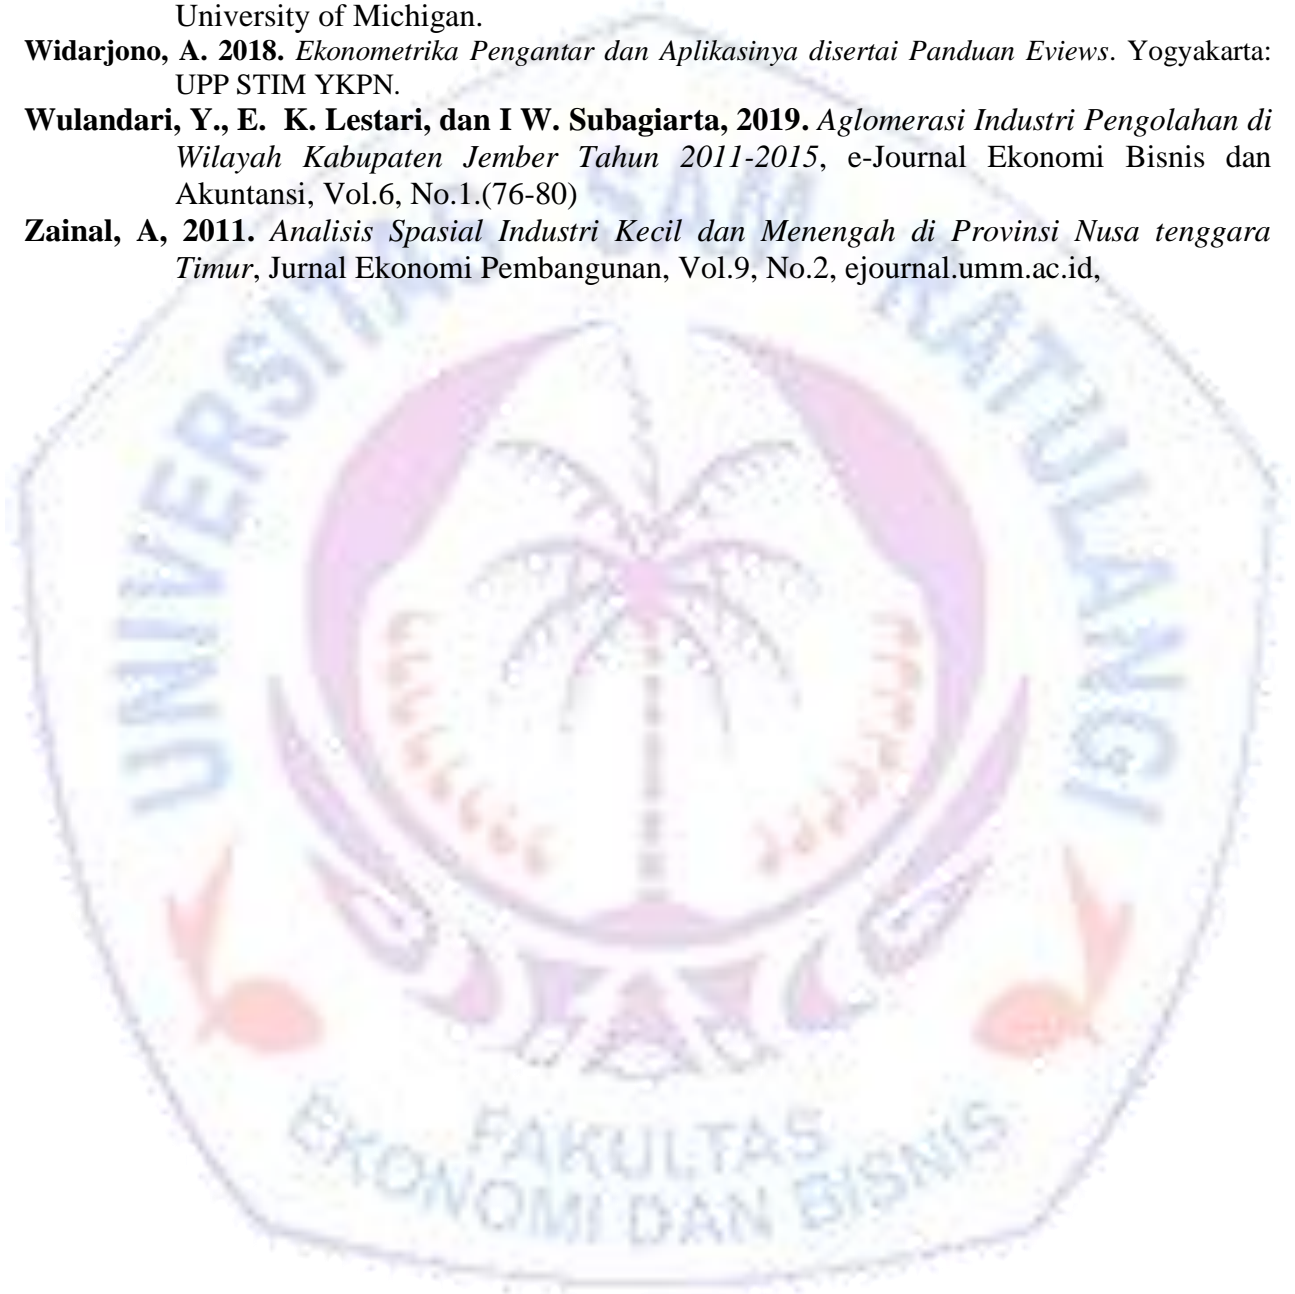 University of Michigan.
Widarjono, A. 2018. Ekonometrika Pengantar dan Aplikasinya disertai Panduan Eviews. Yogyakarta:
UPP STIM YKPN.
Wulandari, Y., E. K. Lestari, dan I W. Subagiarta, 2019. Aglomerasi Industri Pengolahan di
Wilayah Kabupaten Jember Tahun 2011-2015, e-Journal Ekonomi Bisnis dan
Akuntansi, Vol.6, No.1.(76-80)
Zainal, A, 2011. Analisis Spasial Industri Kecil dan Menengah di Provinsi Nusa tenggara
Timur, Jurnal Ekonomi Pembangunan, Vol.9, No.2, ejournal.umm.ac.id,
UNIVERSITAS SAM RATULANGI
FAKULTAS
EKONOMI DAN BISNIS